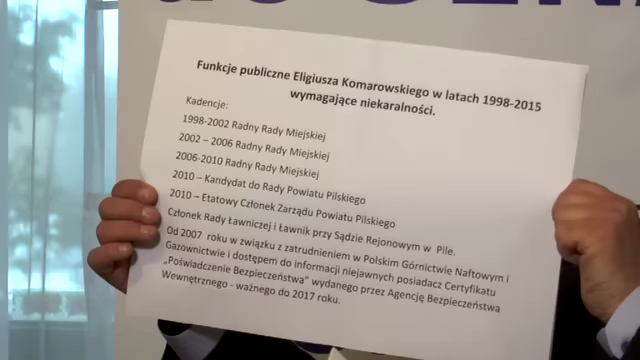 Funkcje publiczne Eligiusza Komarowskiego w latach 1998-2015
wymagające niekaralności.
Kadencje:
1998-2002 Radny Rady Miejskiej
2002 – 2006 Radny Rady Miejskiej
2006-2010 Radny Rady Miejskiej
2010 – Kandydat do Rady Powiatu Pilskiego
2010 – Etatowy Członek Zarządu Powiatu Pilskiego
Członek Rady Ławniczej i Ławnik przy Sądzie Rejonowym w Pile.
Od 2007 roku w związku z zatrudnieniem w Polskim Górnictwie Naftowym i
Gazownictwie i dostępem do informacji niejawnych posiadacz Certyfikatu
„Poświadczenie Bezpieczeństwa" wydanego przez Agencję Bezpieczeństwa
Wewnętrznego - ważnego do 2017 roku.